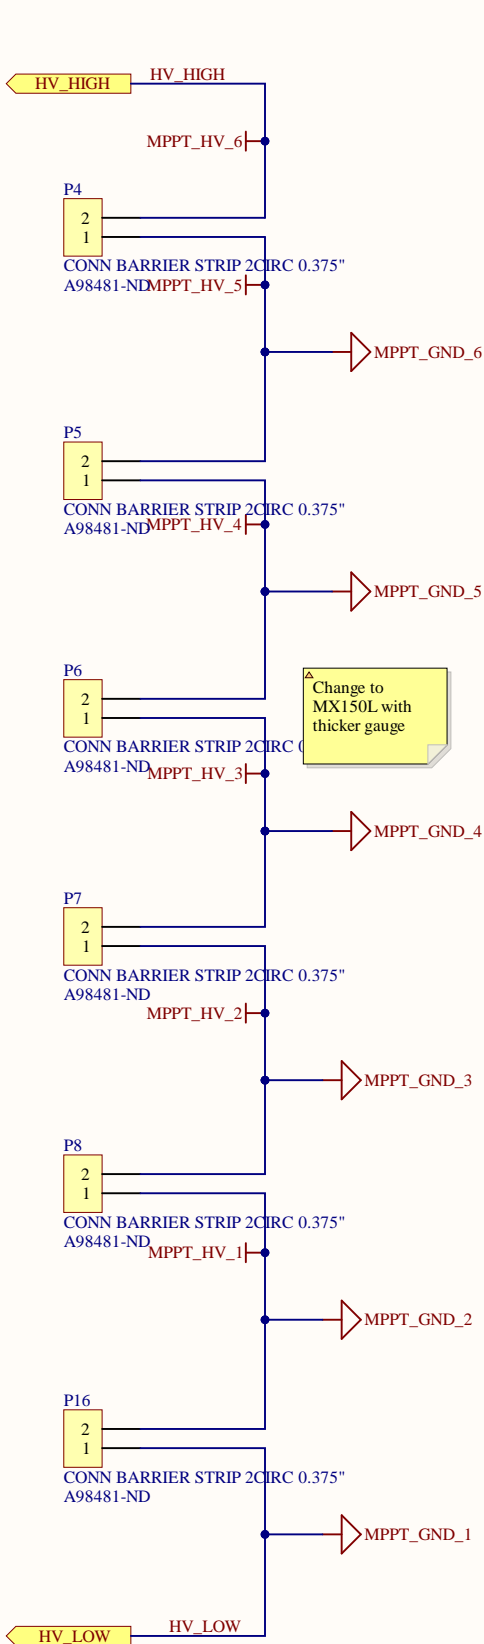 HV_HIGH
HV_HIGH
MPPT_HV_6
P4
2
1
CONN BARRIER STRIP 2CIRC 0.375"
A98481-ND
MPPT_HV_5
MPPT_GND_6
P5
2
1
CONN BARRIER STRIP 2CIRC 0.375"
A98481-ND
MPPT_HV_4
MPPT_GND_5
P6
2
1
Change to
MX150L with
thicker gauge
CONN BARRIER STRIP 2CIRC
A98481-ND
MPPT_HV_3
MPPT_GND_4
P7
2
1
CONN BARRIER STRIP 2CIRC 0.375"
A98481-ND
MPPT_HV_2
MPPT_GND_3
P8
2
1
CONN BARRIER STRIP 2CIRC 0.375"
A98481-ND
MPPT_HV_1
MPPT_GND_2
P16
2
1
CONN BARRIER STRIP 2CIRC 0.375"
A98481-ND
MPPT_GND_1
HV_LOW
HV_LOW